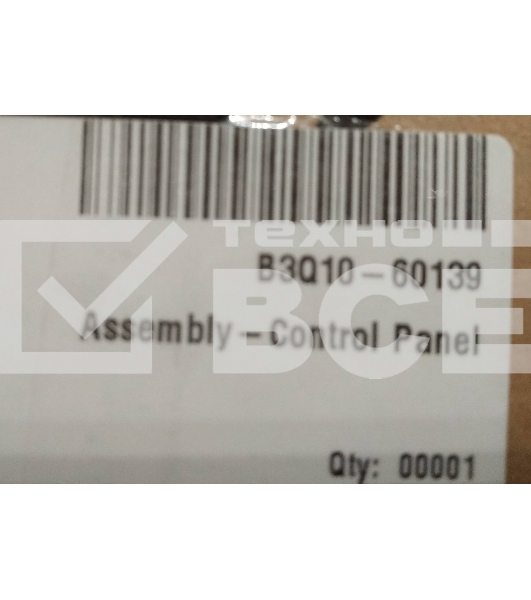 ТЕХНО
ВСЕ
B3Q10-60139
Assembly-Control Panel
Qty: 00001